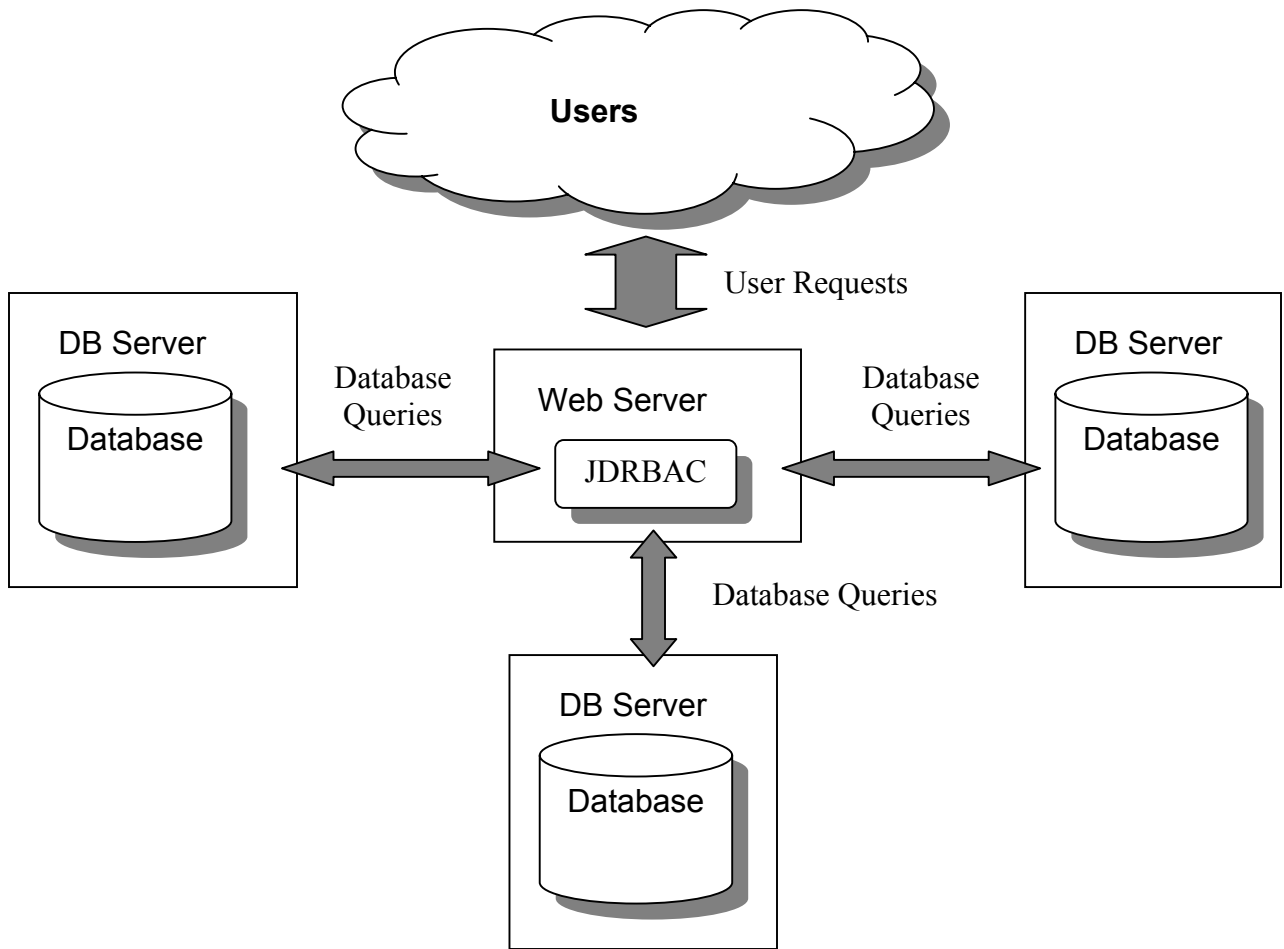 Users
User Requests
DB Server
Database
Database
Queries
Web Server
JDRBAC
Database
Queries
DB Server
Database
Database Queries
DB Server
Database